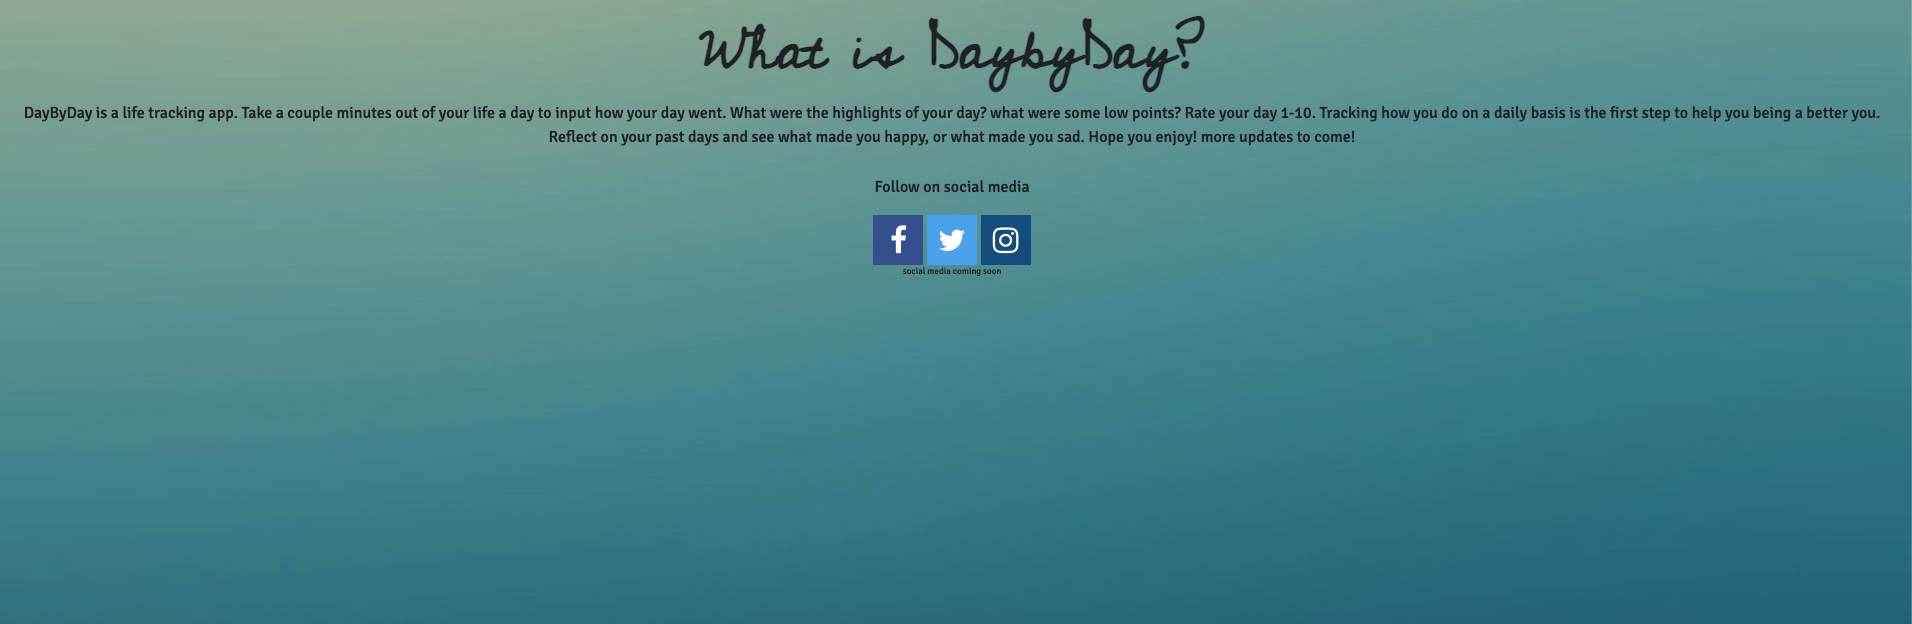 What is DaybyDay?
DayByDay is a life tracking app. Take a couple minutes out of your life a day to input how your day went. What were the highlights of your day? what were some low points? Rate your day 1-10. Tracking how you do on a daily basis is the first step to help you being a better you.
Reflect on your past days and see what made you happy, or what made you sad. Hope you enjoy! more updates to come!
Follow on social media
social media coming soon